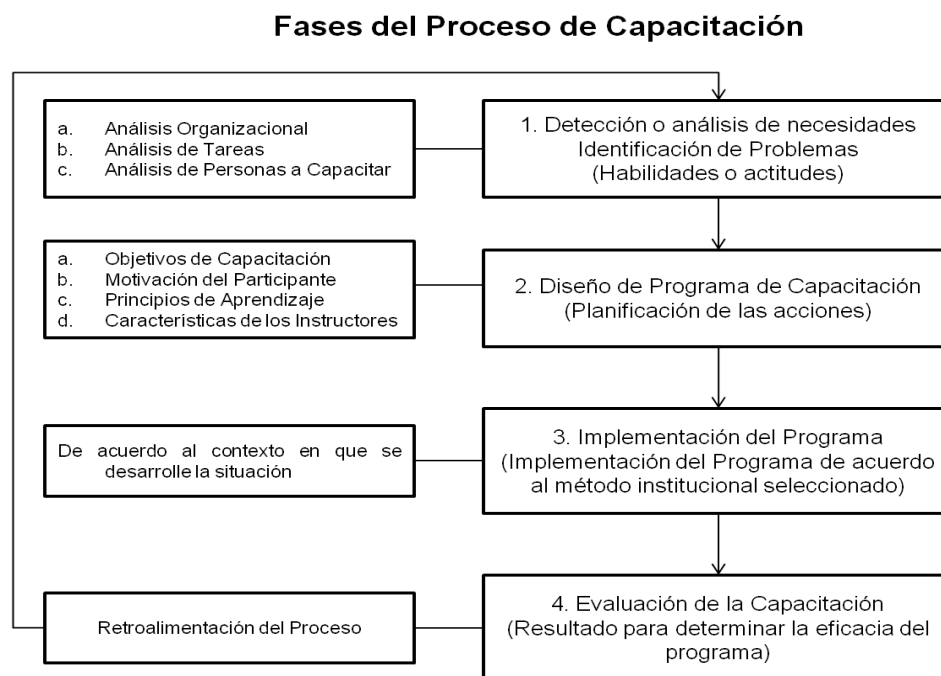 Fases del Proceso de Capacitación
a. Análisis Organizacional
b. Análisis de Tareas
c. Análisis de Personas a Capacitar
1. Detección o análisis de necesidades
Identificación de Problemas
(Habilidades o actitudes)
a. Objetivos de Capacitación
b. Motivación del Participante
c. Principios de Aprendizaje
d. Características de los Instructores
2. Diseño de Programa de Capacitación
(Planificación de las acciones)
De acuerdo al contexto en que se
desarrolle la situación
3. Implementación del Programa
(Implementación del Programa de acuerdo
al método institucional seleccionado)
Retroalimentación del Proceso
4. Evaluación de la Capacitación
(Resultado para determinar la eficacia del
programa)